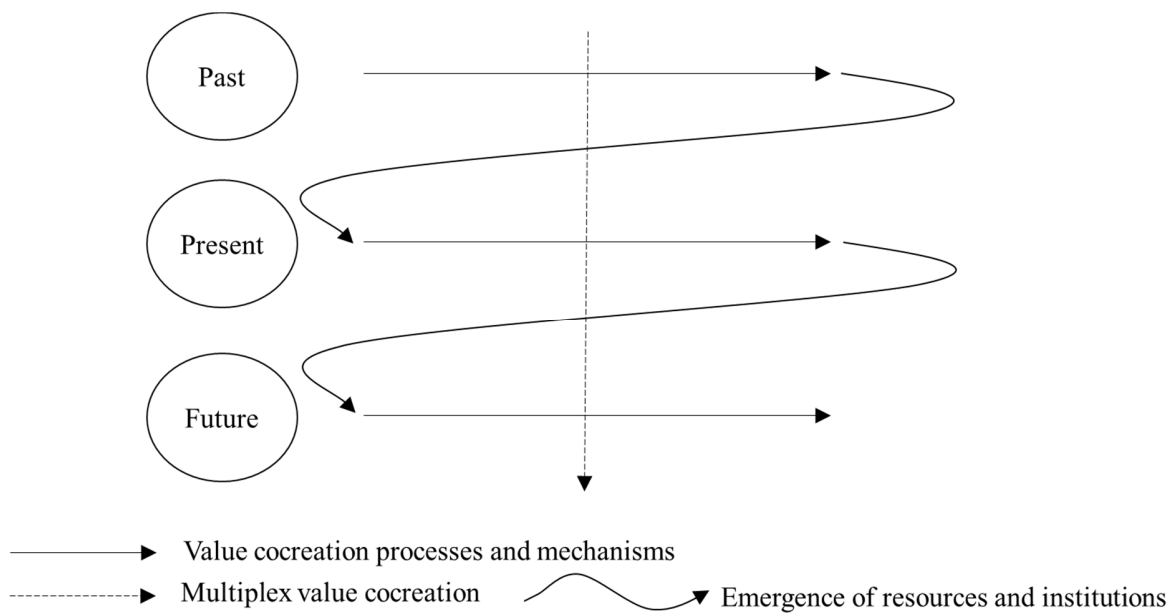 Past
Present
Future
Value cocreation processes and mechanisms
Multiplex value cocreation
Emergence of resources and institutions